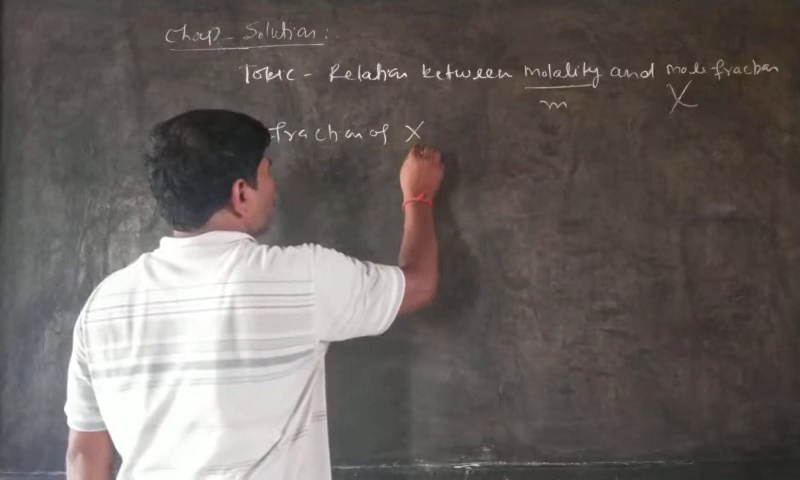 Chap - Solution :
Topic - Relation between molality and mole fraction
m X
fraction of X